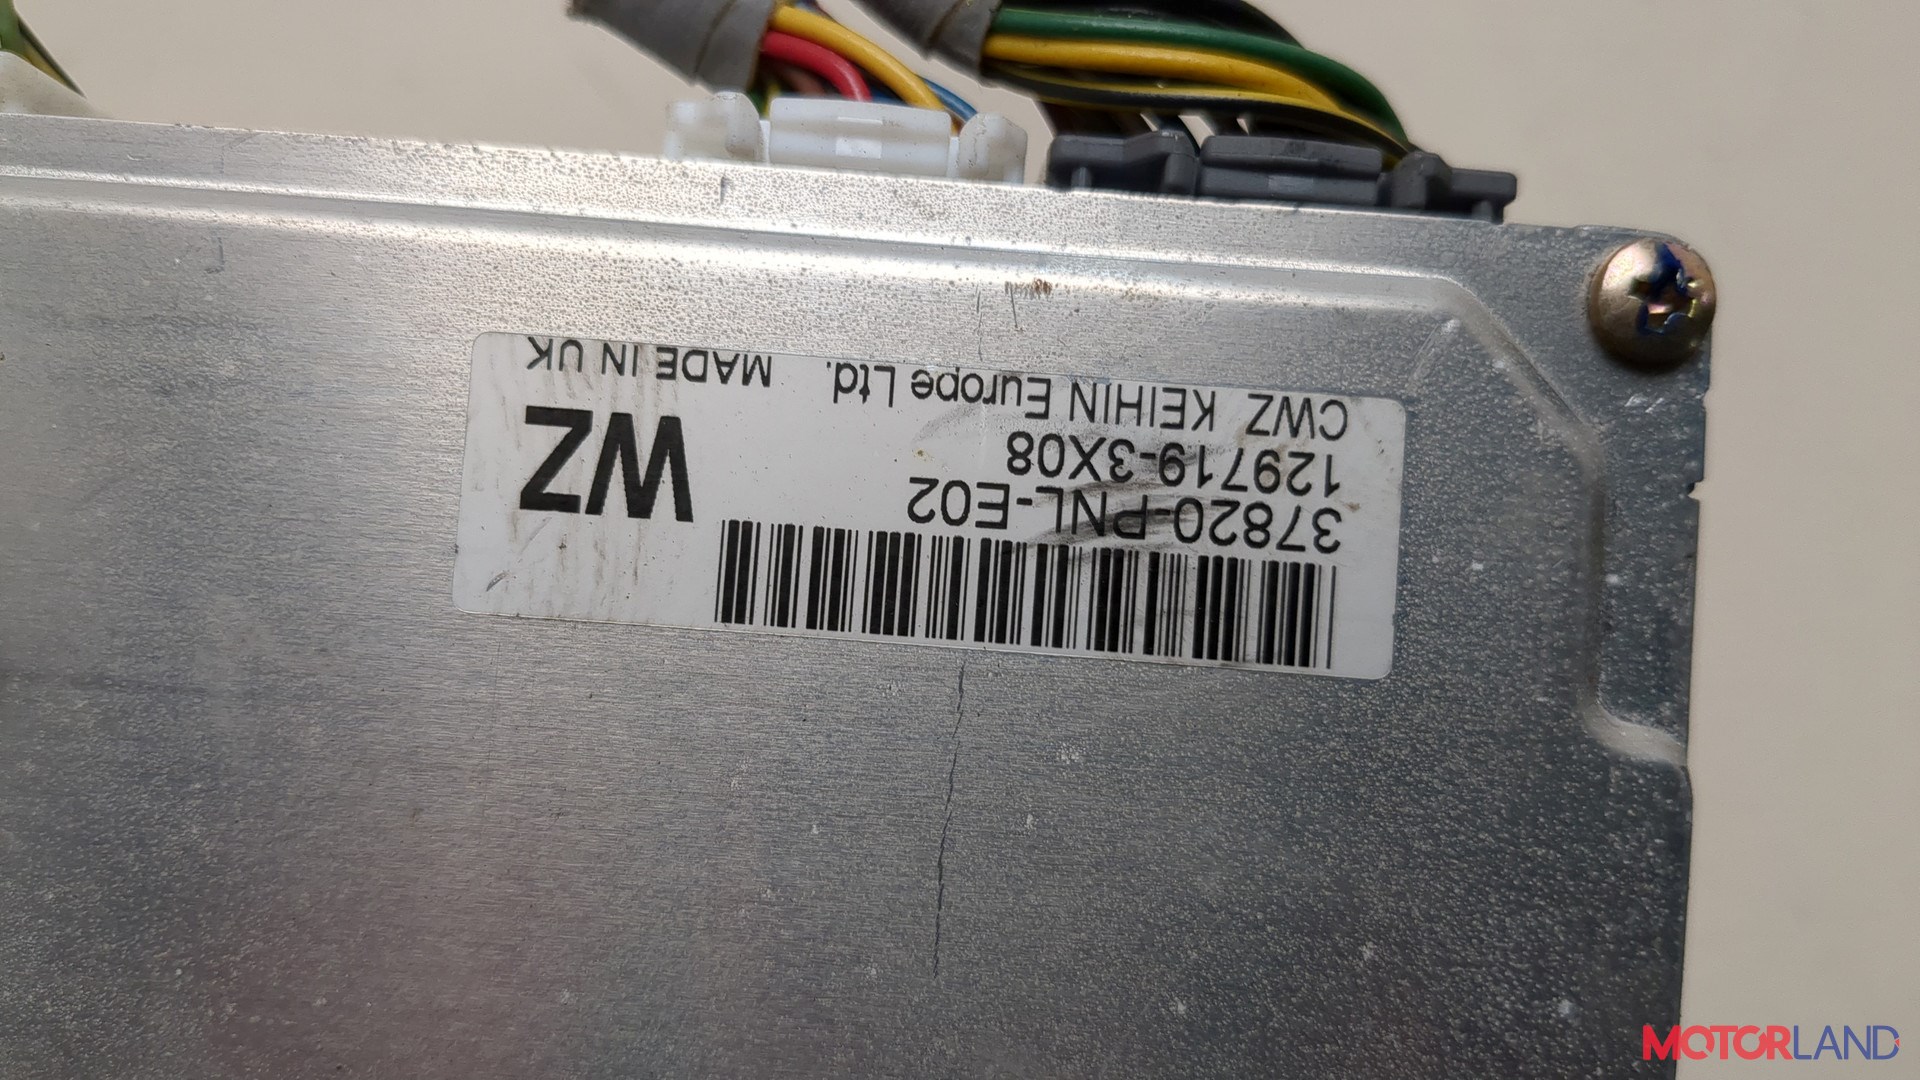 37820-PNL-E02
129719-3X08
WZ
CWZ KEIHIN Europe Ltd. MADE IN UK
MOTORLAND